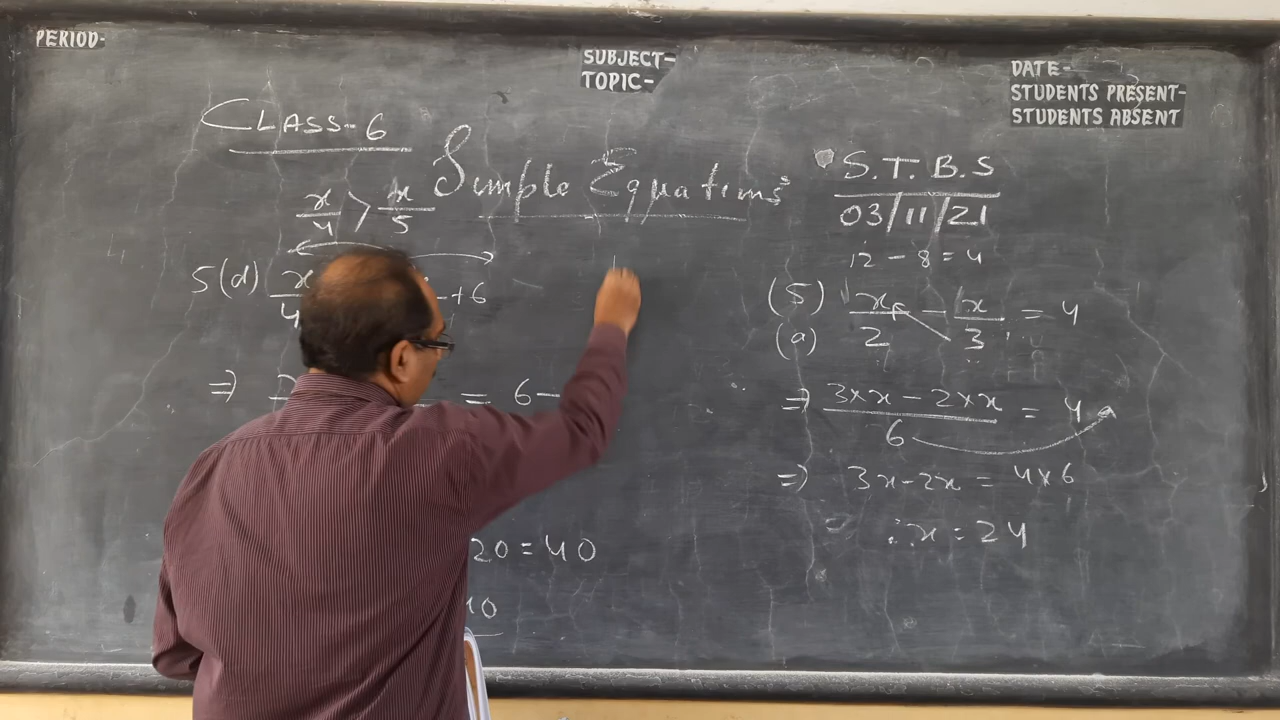 PERIOD-
SUBJECT-
TOPIC-
DATE-
STUDENTS PRESENT-
STUDENTS ABSENT
CLASS-6
Simple Equations
x/4 > x/5
5(d) x/4 +6
=> = 6-
20=40
S.T.B.S
03/11/21
12-8=4
(5) x/2 - x/3 = 4
(a)
=> 3×x-2×x/6 = 4
=> 3x-2x=4×6
∴x=24